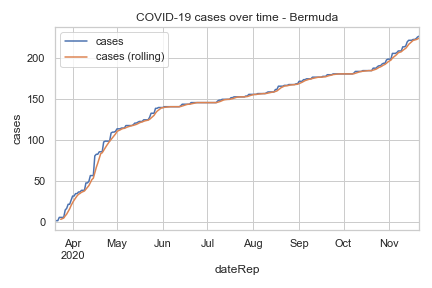 COVID-19 cases over time - Bermuda
cases
cases (rolling)
cases
200
150
100
50
0
Apr May Jun Jul Aug Sep Oct Nov
2020
dateRep